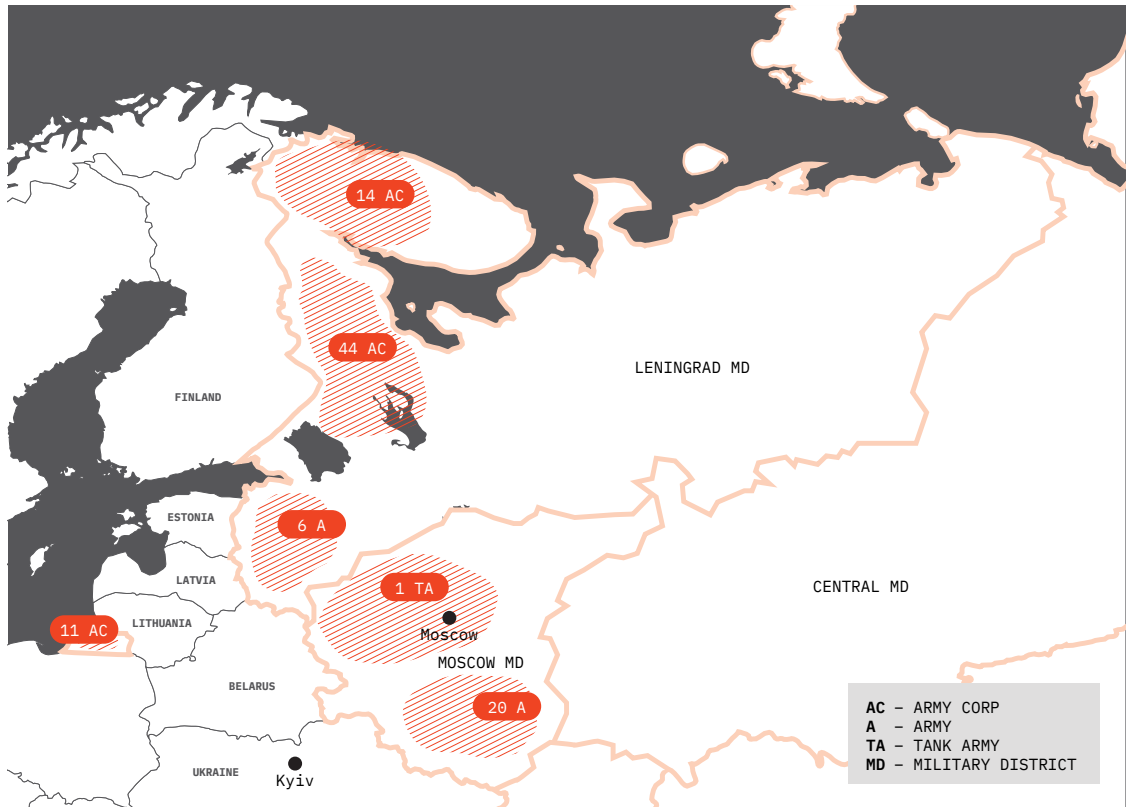 14 AC
44 AC
LENINGRAD MD
FINLAND
ESTONIA
6 A
LATVIA
1 TA
CENTRAL MD
LITHUANIA
11 AC
Moscow
MOSCOW MD
BELARUS
20 A
UKRAINE
Kyiv
AC – ARMY CORP
A – ARMY
TA – TANK ARMY
MD – MILITARY DISTRICT